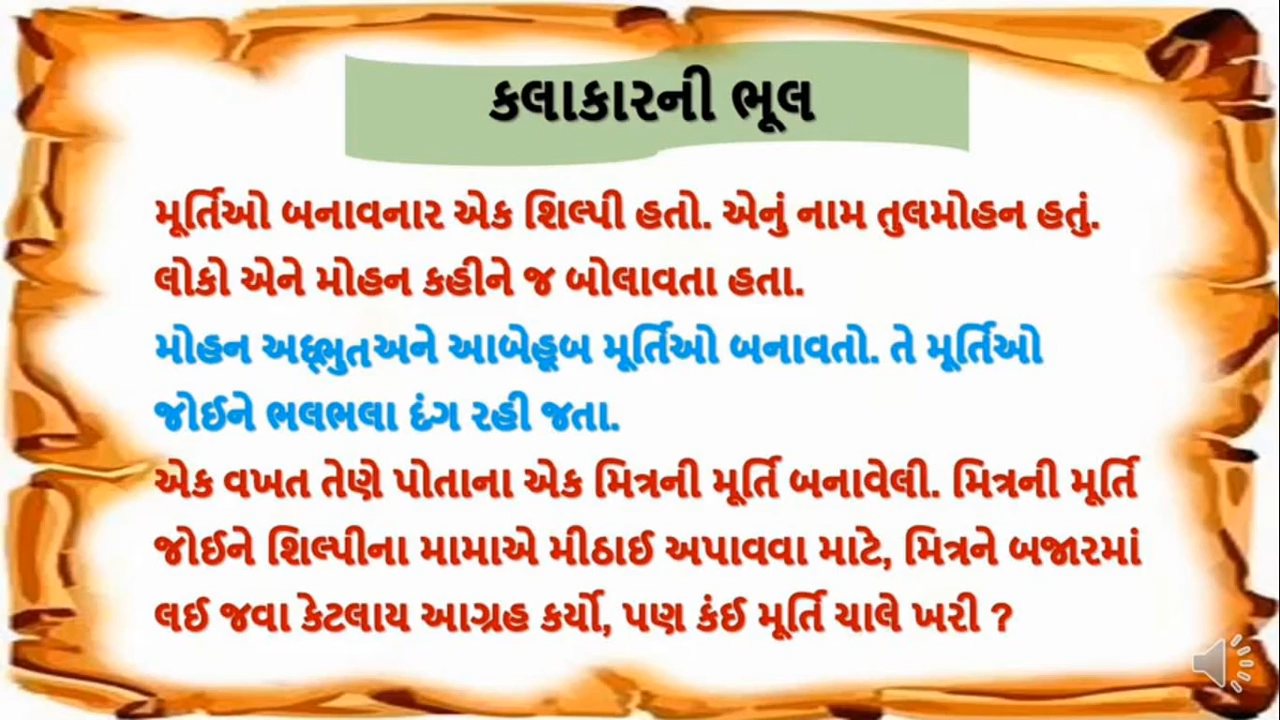 કલાકારની ભૂલ
મૂર્તિઓ બનાવનાર એક શિલ્પી હતો. એનું નામ તુલમોહન હતું.
લોકો એને મોહન કહીને જ બોલાવતા હતા.
મોહન અદ્ભુતઅને આબેહૂબ મૂર્તિઓ બનાવતો. તે મૂર્તિઓ
જોઈને ભલભલા દંગ રહી જતા.
એક વખત તેણે પોતાના એક મિત્રની મૂર્તિ બનાવેલી. મિત્રની મૂર્તિ
જોઈને શિલ્પીના મામાએ મીઠાઈ અપાવવા માટે, મિત્રને બજારમાં
લઈ જવા કેટલાય આગ્રહ કર્યો, પણ કંઈ મૂર્તિ ચાલે ખરી ?